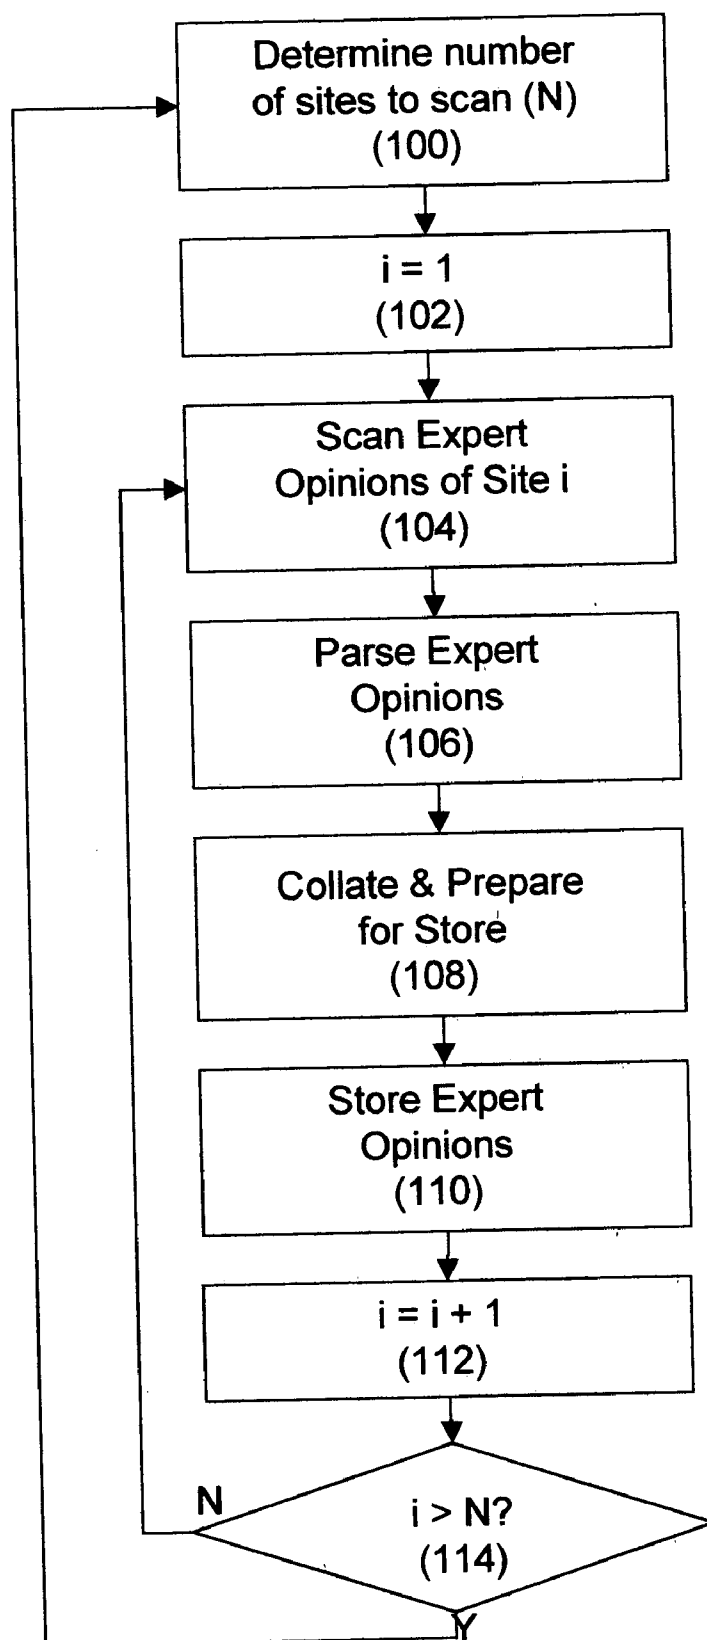 Determine number
of sites to scan (N)
(100)
i = 1
(102)
Scan Expert
Opinions of Site i
(104)
Parse Expert
Opinions
(106)
Collate & Prepare
for Store
(108)
Store Expert
Opinions
(110)
i = i + 1
(112)
N
i > N?
(114)
Y